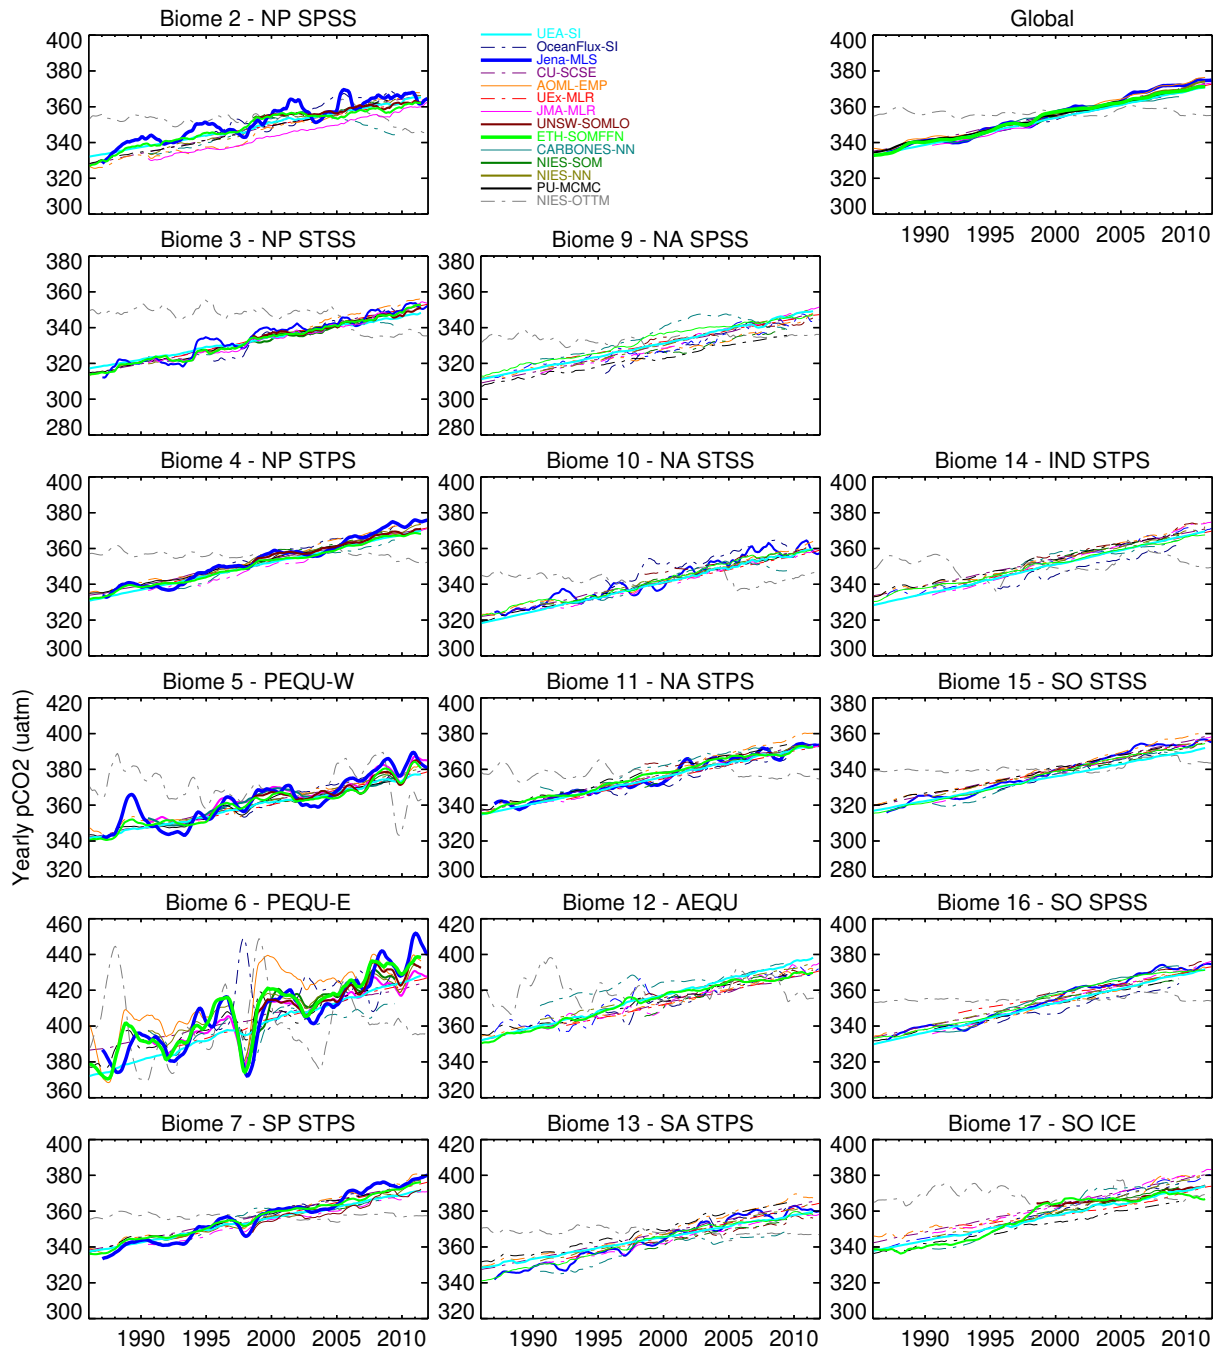 Biome 2 - NP SPSS
400
380
360
340
320
300
UEA-SI
OceanFlux-SI
Jena-MLS
CU-SCSE
AOML-EMP
UEx-MLR
JMA-MLR
UNSW-SOMLO
ETH-SOMFFN
CARBONES-NN
NIES-SOM
NIES-NN
PU-MCMC
NIES-OTTM
Global
400
380
360
340
320
300
1990 1995 2000 2005 2010
Biome 3 - NP STSS
380
360
340
320
300
280
Biome 9 - NA SPSS
380
360
340
320
300
280
Biome 4 - NP STPS
400
380
360
340
320
300
Biome 10 - NA STSS
400
380
360
340
320
300
Biome 14 - IND STPS
400
380
360
340
320
300
Yearly pCO2 (uatm)
Biome 5 - PEQU-W
420
400
380
360
340
320
Biome 11 - NA STPS
400
380
360
340
320
300
Biome 15 - SO STSS
380
360
340
320
300
280
Biome 6 - PEQU-E
460
440
420
400
380
360
Biome 12 - AEQU
420
400
380
360
340
320
Biome 16 - SO SPSS
400
380
360
340
320
300
Biome 7 - SP STPS
400
380
360
340
320
300
1990 1995 2000 2005 2010
Biome 13 - SA STPS
420
400
380
360
340
320
1990 1995 2000 2005 2010
Biome 17 - SO ICE
400
380
360
340
320
300
1990 1995 2000 2005 2010